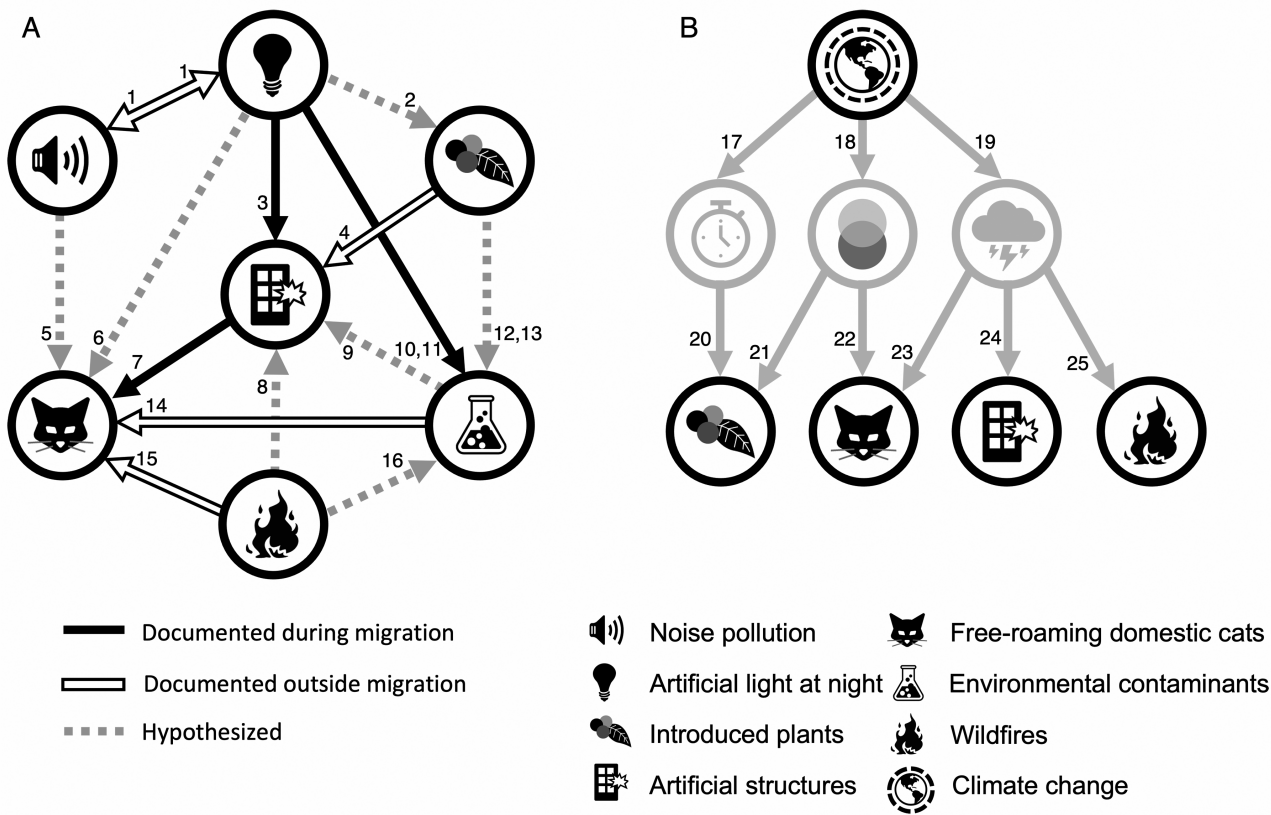 A
B
1
1
2
3
4
5
6
7
8
9
10,11
12,13
14
15
16
17
18
19
20
21
22
23
24
25
Documented during migration
Documented outside migration
Hypothesized
Noise pollution
Artificial light at night
Introduced plants
Artificial structures
Free-roaming domestic cats
Environmental contaminants
Wildfires
Climate change